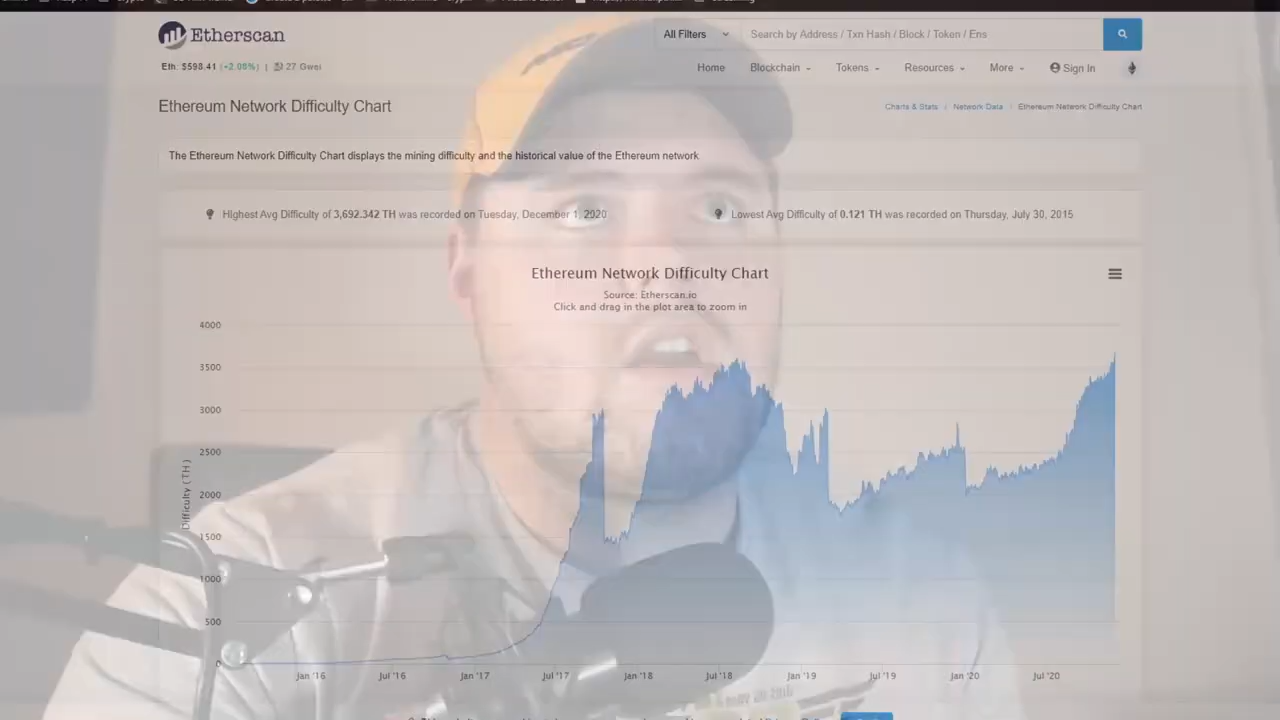 Etherscan
All Filters
Search by Address / Txn Hash / Block / Token / Ens
Eth: $598.41 (+2.08%) | 27 Gwei
Home Blockchain Tokens Resources More Sign In
Ethereum Network Difficulty Chart
Charts & Stats / Network Data / Ethereum Network Difficulty Chart
The Ethereum Network Difficulty Chart displays the mining difficulty and the historical value of the Ethereum network
Highest Avg Difficulty of 3,692.342 TH was recorded on Tuesday, December 1, 2020
Lowest Avg Difficulty of 0.121 TH was recorded on Thursday, July 30, 2015
Ethereum Network Difficulty Chart
Source: Etherscan.io
Click and drag in the plot area to zoom in
4000
3500
3000
2500
2000
1500
1000
500
0
Difficulty (TH)
Jan '16 Jul '16 Jan '17 Jul '17 Jan '18 Jul '18 Jan '19 Jul '19 Jan '20 Jul '20